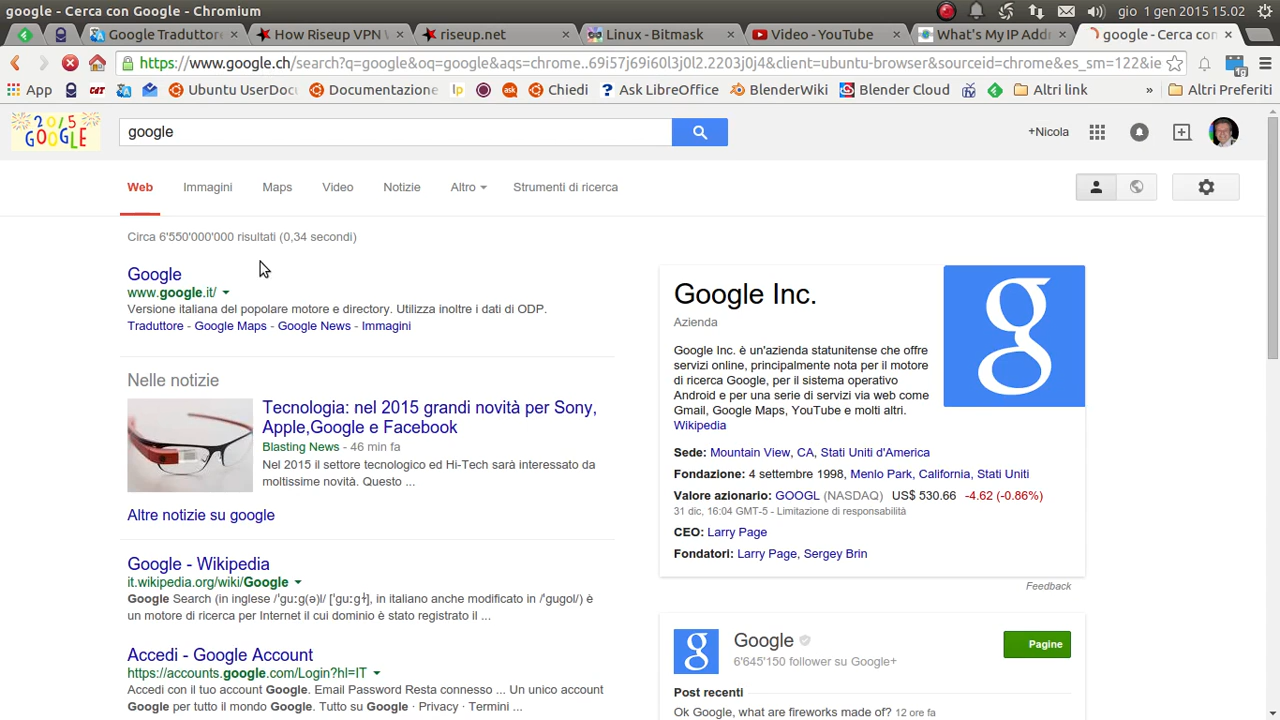 google - Cerca con Google - Chromium
gio 1 gen 2015 15.02
Google Traduttore
How Riseup VPN
riseup.net
Linux - Bitmask
Video - YouTube
What's My IP Addr
google - Cerca con
https://www.google.ch/search?q=google&oq=google&aqs=chrome..69i57j69i60l3j0l2.2203j0j4&client=ubuntu-browser&sourceid=chrome&es_sm=122&ie
App
Ubuntu UserDocu
Documentazione
Chiedi
Ask LibreOffice
BlenderWiki
Blender Cloud
Altri link
»
Altri Preferiti
2015
GOOGLE
google
+Nicola
Web
Immagini
Maps
Video
Notizie
Altro
Strumenti di ricerca
Circa 6'550'000'000 risultati (0,34 secondi)
Google
www.google.it/
Versione italiana del popolare motore e directory. Utilizza inoltre i dati di ODP.
Traduttore - Google Maps - Google News - Immagini
Nelle notizie
Tecnologia: nel 2015 grandi novità per Sony,
Apple,Google e Facebook
Blasting News - 46 min fa
Nel 2015 il settore tecnologico ed Hi-Tech sarà interessato da
moltissime novità. Questo ...
Altre notizie su google
Google - Wikipedia
it.wikipedia.org/wiki/Google
Google Search (in inglese /'guːg(ə)l/ ['guːgɫ], in italiano anche modificato in /'gugol/) è
un motore di ricerca per Internet il cui dominio è stato registrato il ...
Accedi - Google Account
https://accounts.google.com/Login?hl=IT
Accedi con il tuo account Google. Email Password Resta connesso ... Un unico account
Google per tutto il mondo Google. Tutto su Google · Privacy · Termini ...
Google Inc.
Azienda
Google Inc. è un'azienda statunitense che offre
servizi online, principalmente nota per il motore
di ricerca Google, per il sistema operativo
Android e per una serie di servizi via web come
Gmail, Google Maps, YouTube e molti altri.
Wikipedia
Sede: Mountain View, CA, Stati Uniti d'America
Fondazione: 4 settembre 1998, Menlo Park, California, Stati Uniti
Valore azionario: GOOGL (NASDAQ) US$ 530.66 -4.62 (-0.86%)
31 dic, 16:04 GMT-5 - Limitazione di responsabilità
CEO: Larry Page
Fondatori: Larry Page, Sergey Brin
g
Feedback
g
Google
6'645'150 follower su Google+
Pagine
Post recenti
Ok Google, what are fireworks made of? 12 ore fa